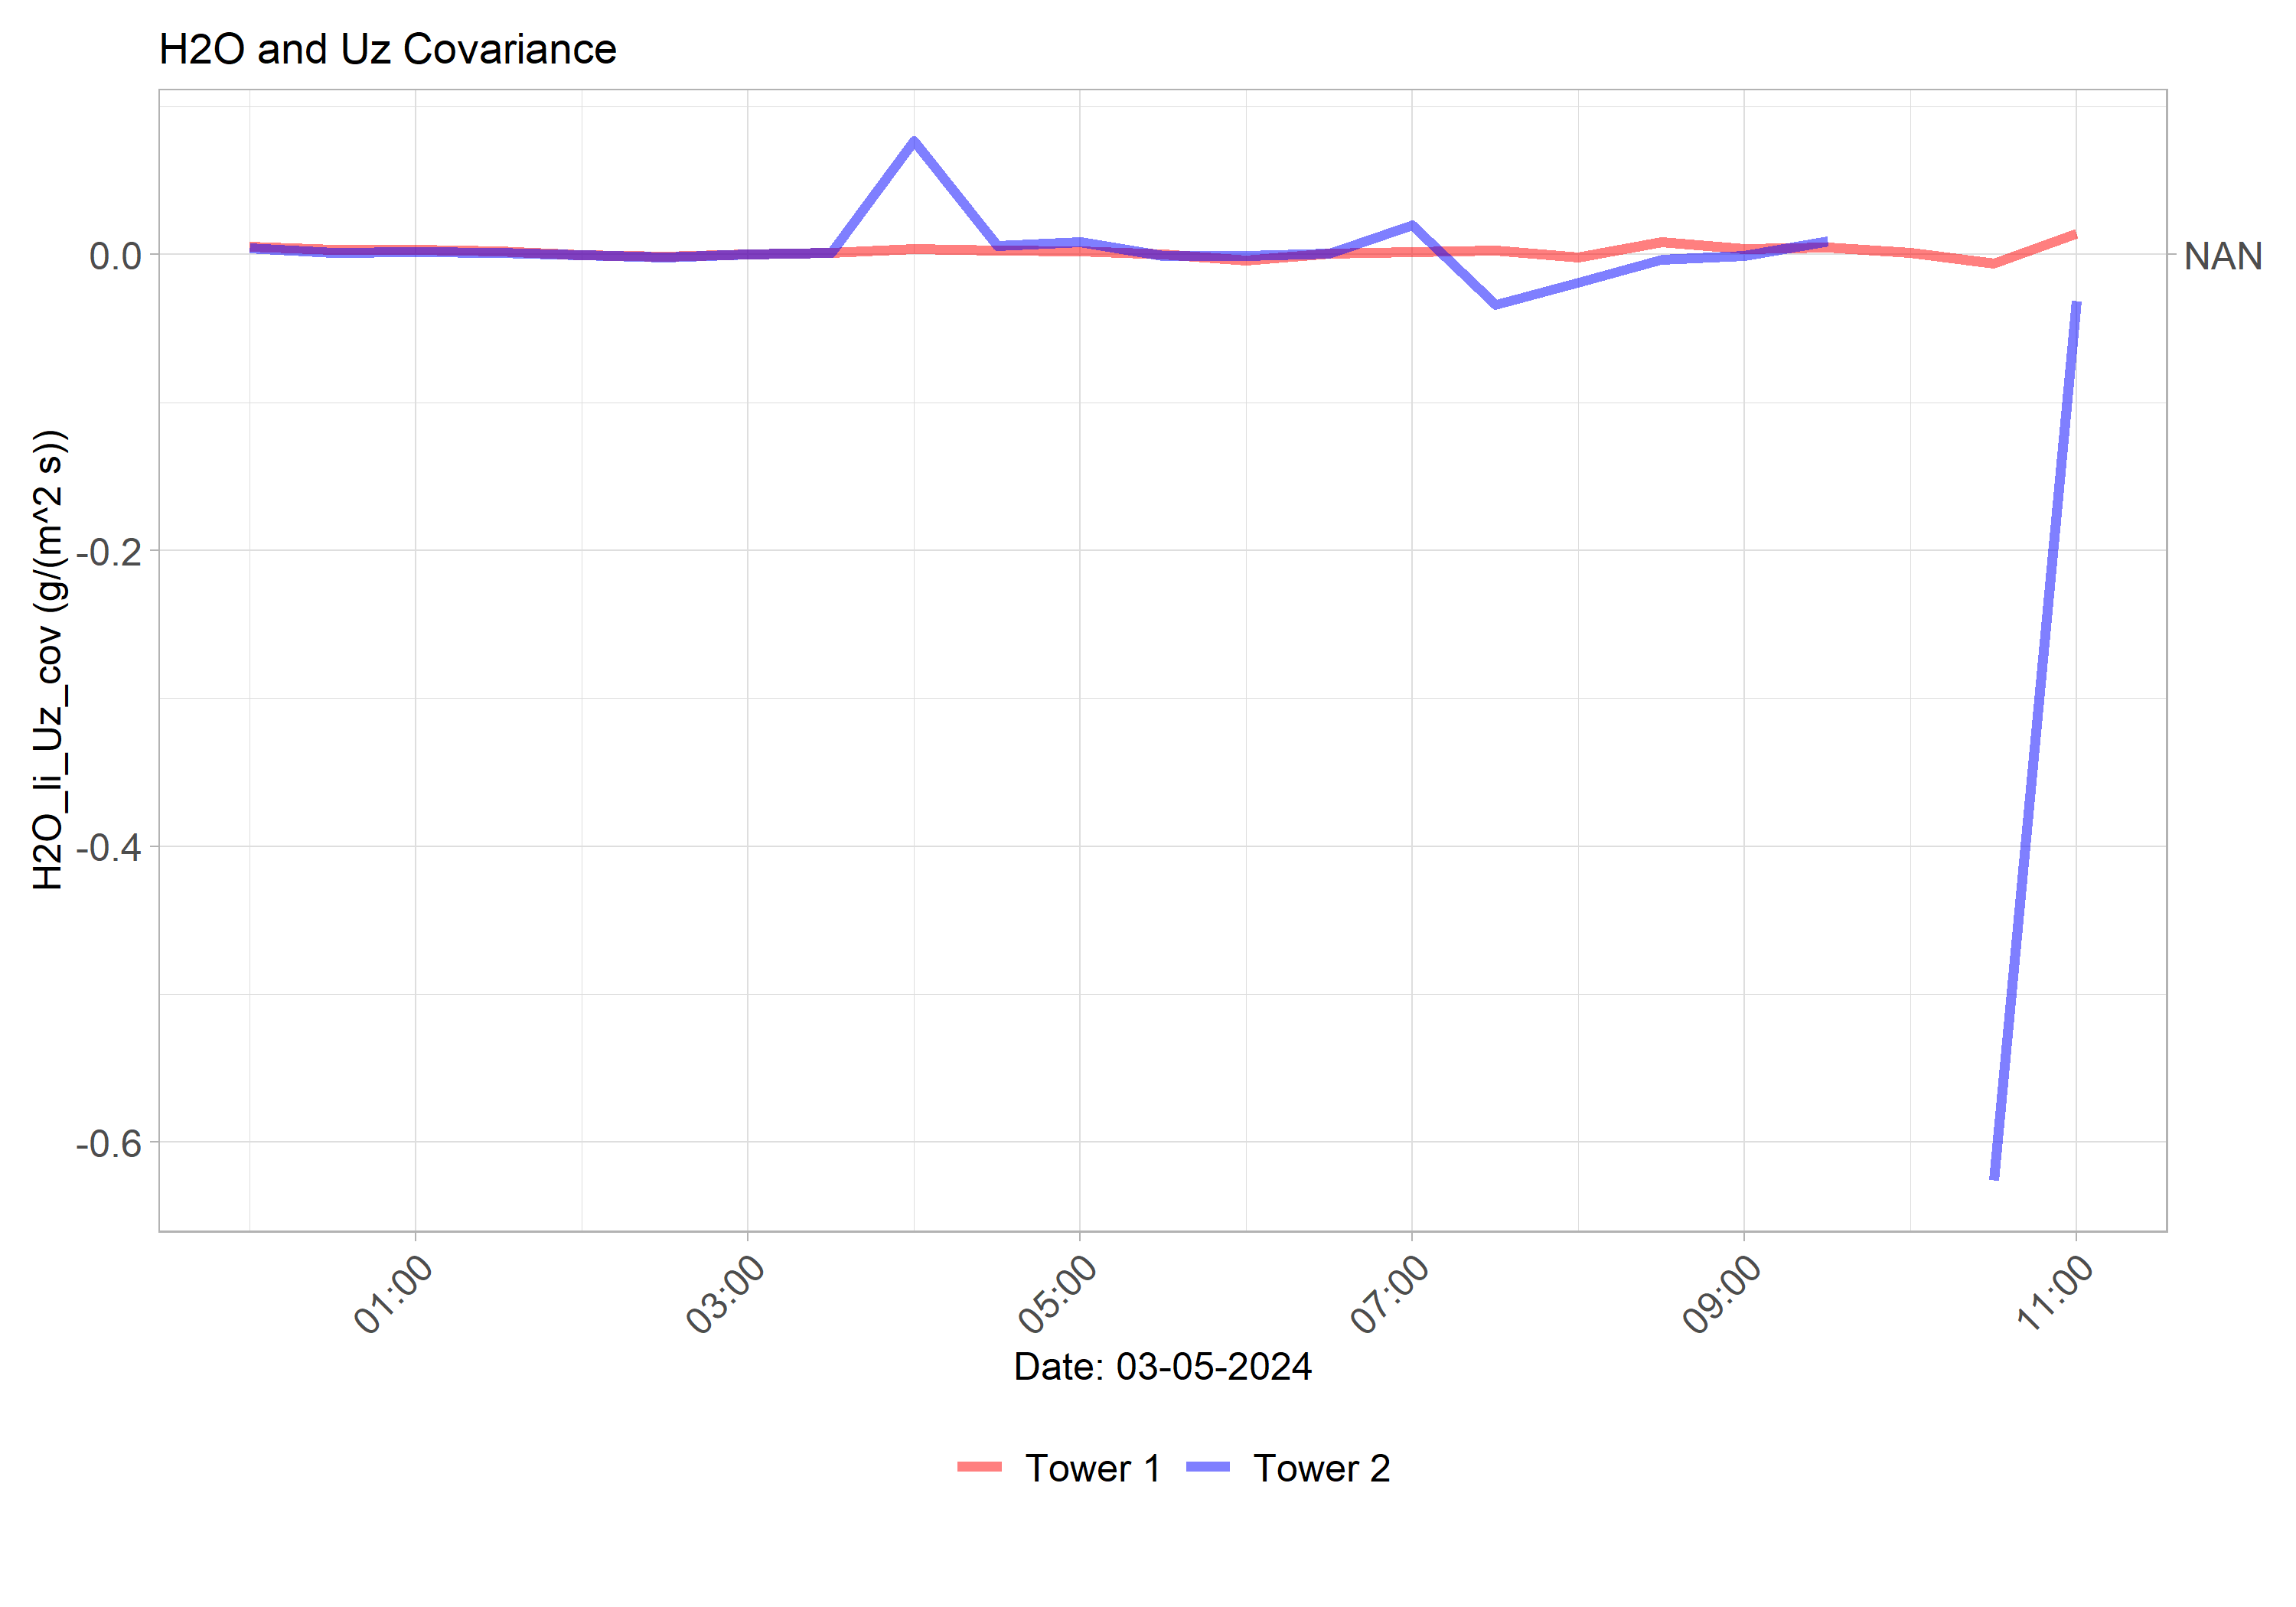 H2O and Uz Covariance
H2O_li_Uz_cov (g/(m^2 s))
0.0
-0.2
-0.4
-0.6
NAN
01:00
03:00
05:00
07:00
09:00
11:00
Date: 03-05-2024
Tower 1
Tower 2